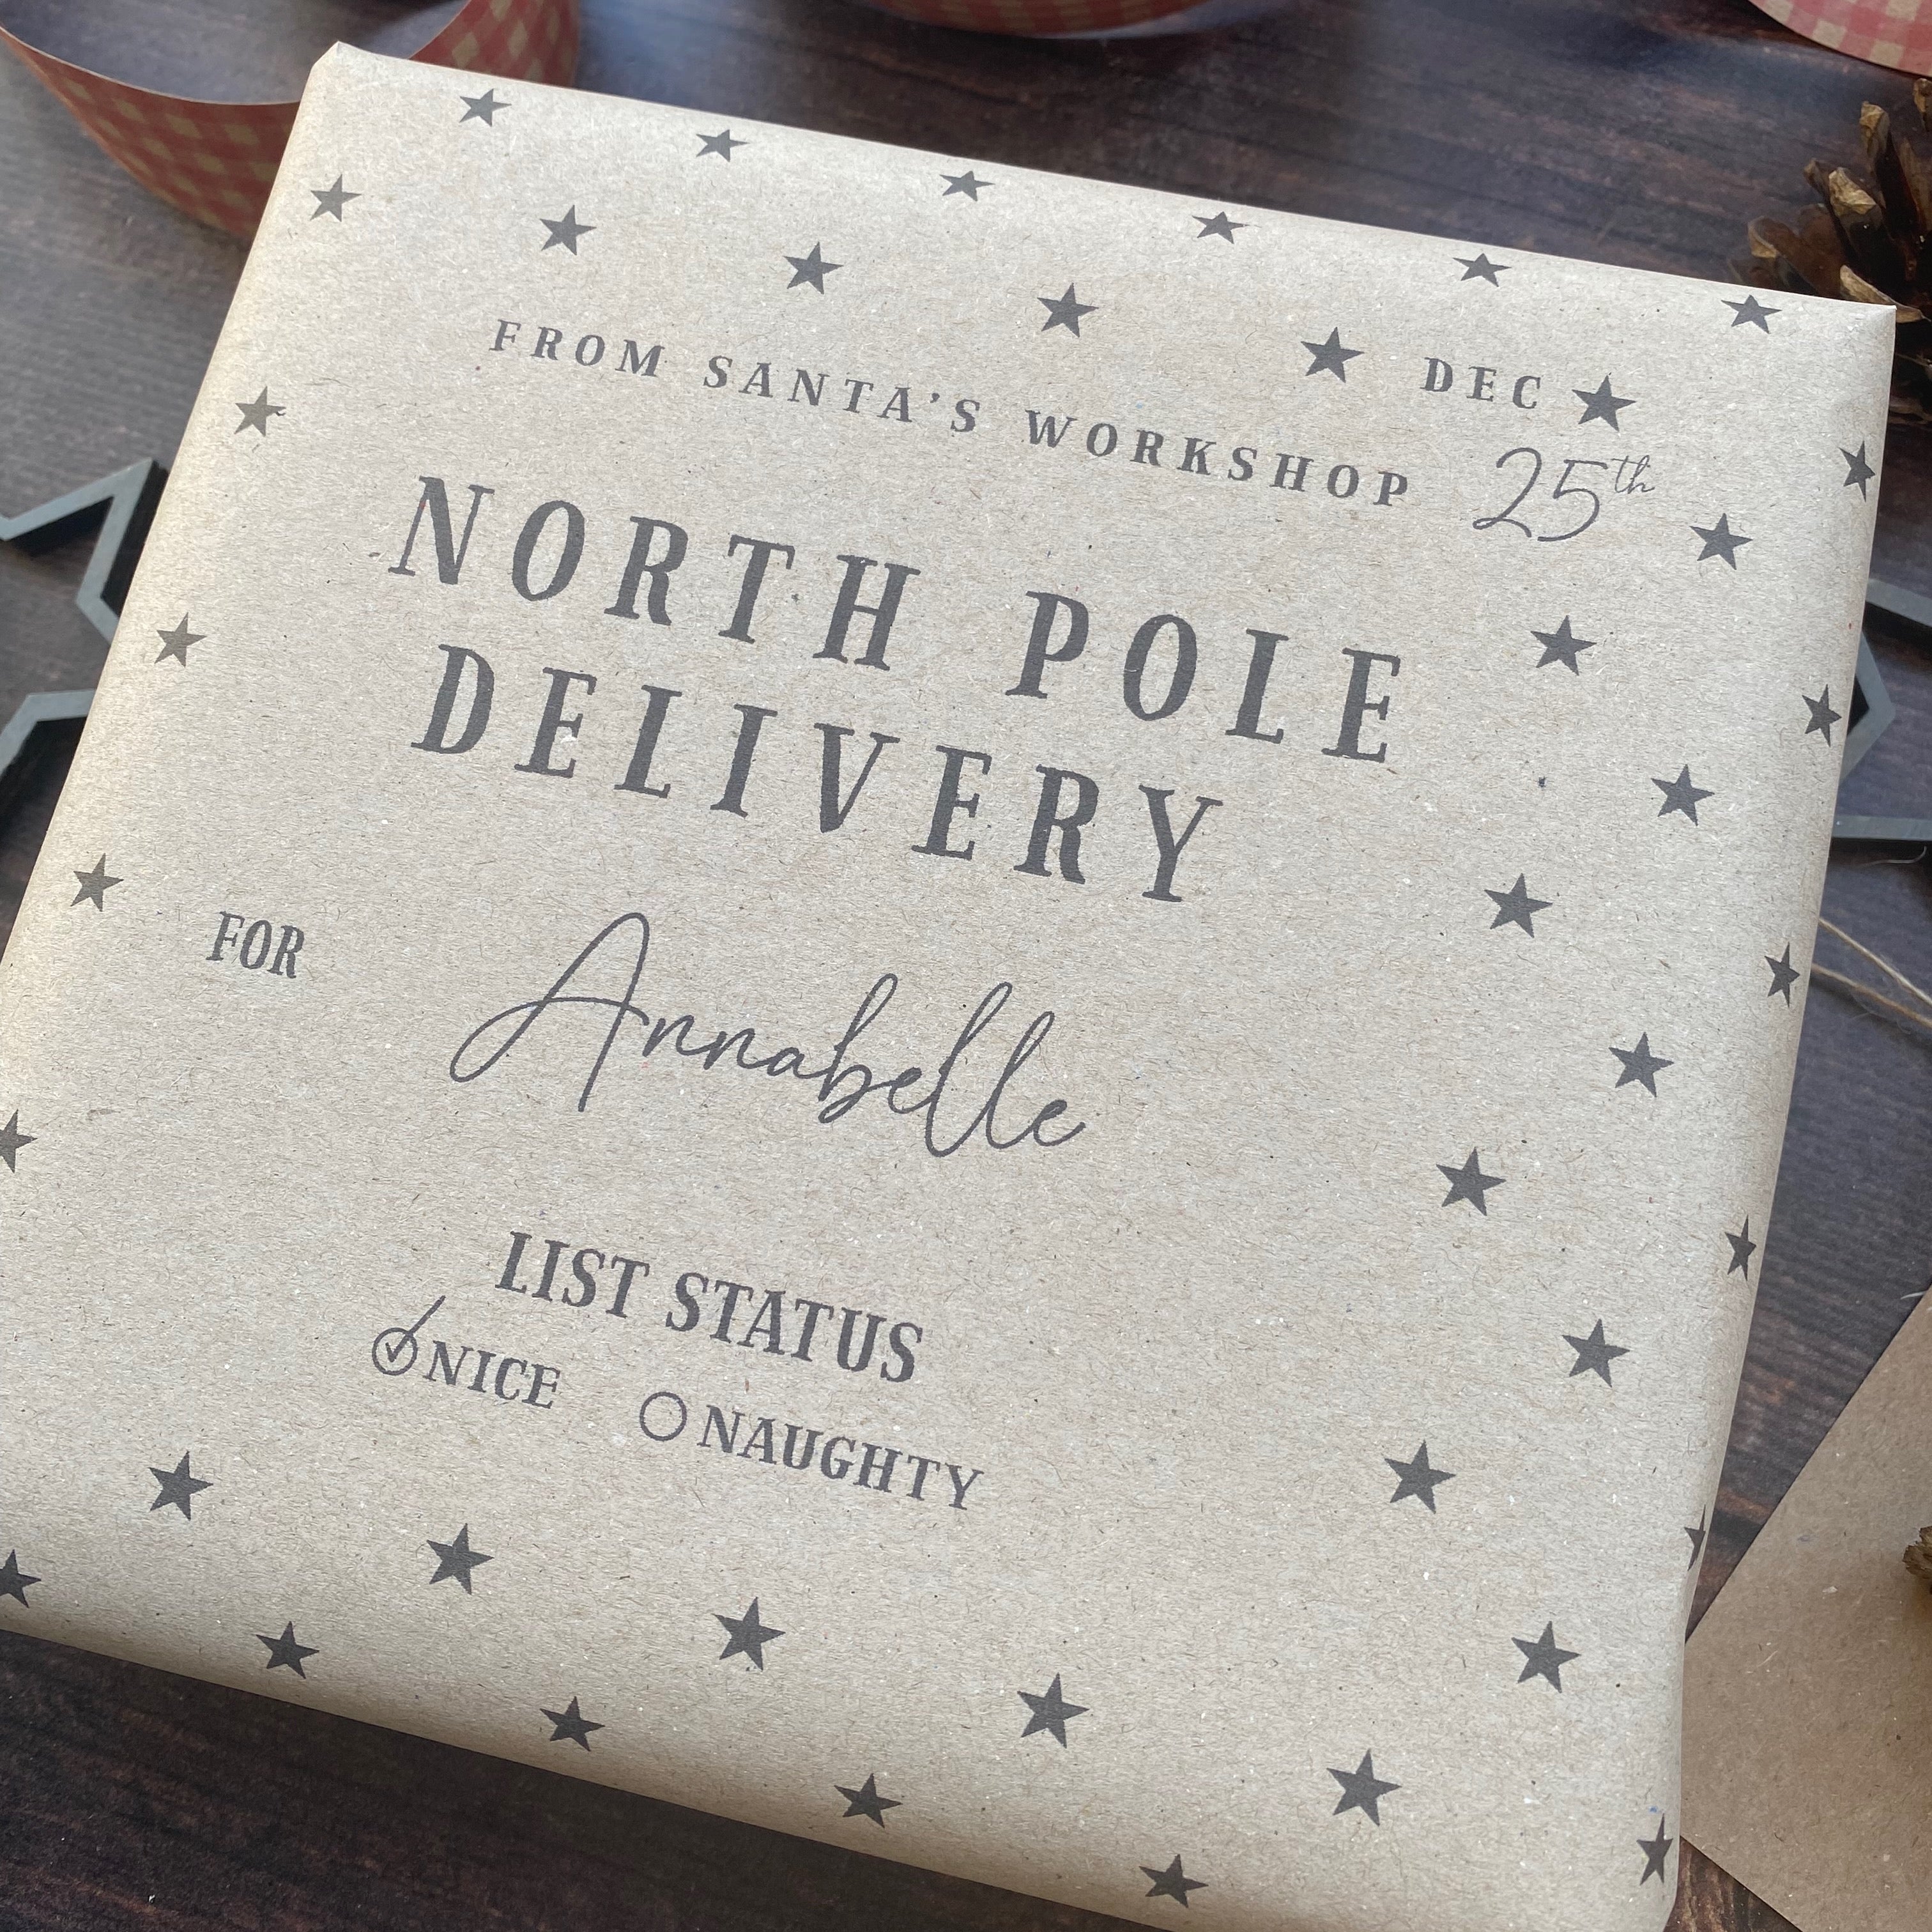 FROM SANTA'S WORKSHOP
DEC
25th
NORTH POLE
DELIVERY
FOR
Annabelle
LIST STATUS
NICE
NAUGHTY